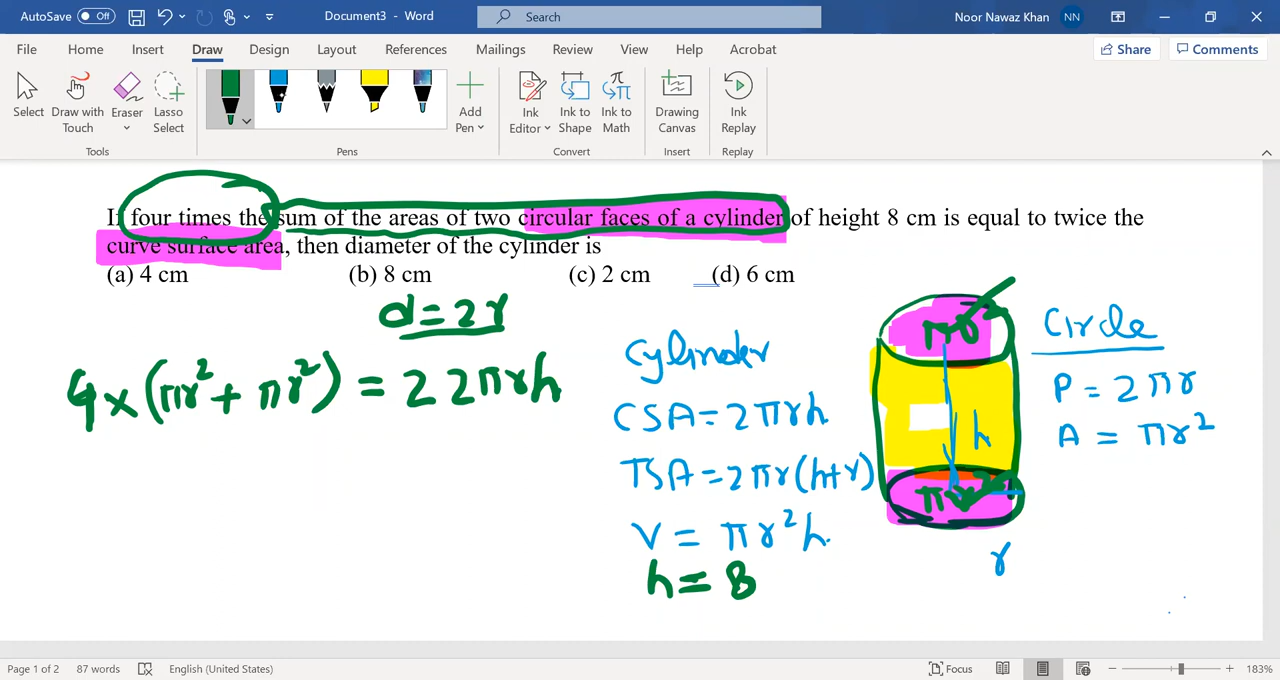 AutoSave Off Document3 - Word Search Noor Nawaz Khan NN
File Home Insert Draw Design Layout References Mailings Review View Help Acrobat Share Comments
Select Draw with Touch Eraser Lasso Select Add Pen Ink Editor Ink to Shape Ink to Math Drawing Canvas Ink Replay
Tools Pens Convert Insert Replay
If four times the sum of the areas of two circular faces of a cylinder of height 8 cm is equal to twice the
curve surface area, then diameter of the cylinder is
(a) 4 cm (b) 8 cm (c) 2 cm (d) 6 cm
d = 2r
4 × (πr² + πr²) = 2 2πrh
Cylinder
CSA = 2πrh
TSA = 2πr(h+r)
V = πr²h.
h = 8
πr²
h
πr²
r
Circle
P = 2πr
A = πr²
Page 1 of 2 87 words English (United States) Focus 183%